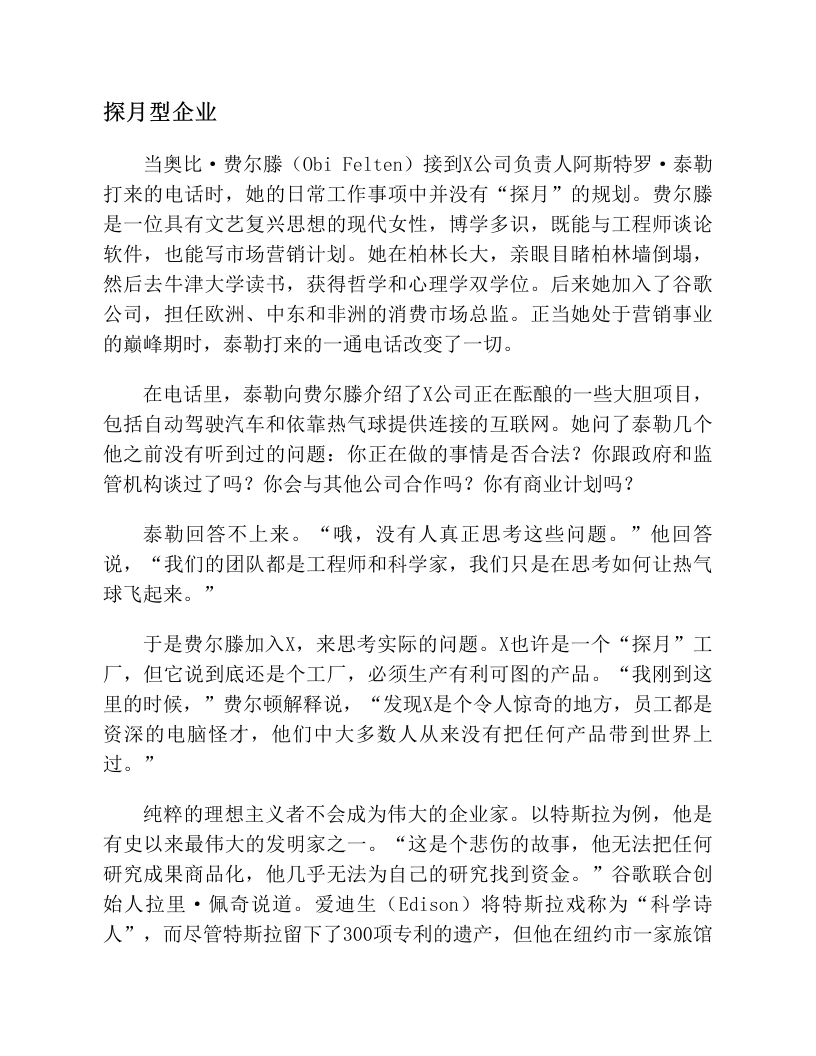 探月型企业
当奥比·费尔滕（Obi Felten）接到X公司负责人阿斯特罗·泰勒
打来的电话时，她的日常工作事项中并没有“探月”的规划。费尔滕
是一位具有文艺复兴思想的现代女性，博学多识，既能与工程师谈论
软件，也能写市场营销计划。她在柏林长大，亲眼目睹柏林墙倒塌，
然后去牛津大学读书，获得哲学和心理学双学位。后来她加入了谷歌
公司，担任欧洲、中东和非洲的消费市场总监。正当她处于营销事业
的巅峰期时，泰勒打来的一通电话改变了一切。
在电话里，泰勒向费尔滕介绍了X公司正在酝酿的一些大胆项目，
包括自动驾驶汽车和依靠热气球提供连接的互联网。她问了泰勒几个
他之前没有听到过的问题：你正在做的事情是否合法？你跟政府和监
管机构谈过了吗？你会与其他公司合作吗？你有商业计划吗？
泰勒回答不上来。“哦，没有人真正思考这些问题。”他回答
说，“我们的团队都是工程师和科学家，我们只是在思考如何让热气
球飞起来。”
于是费尔滕加入X，来思考实际的问题。X也许是一个“探月”工
厂，但它说到底还是个工厂，必须生产有利可图的产品。“我刚到这
里的时候，”费尔顿解释说，“发现X是个令人惊奇的地方，员工都是
资深的电脑怪才，他们中大多数人从来没有把任何产品带到世界上
过。”
纯粹的理想主义者不会成为伟大的企业家。以特斯拉为例，他是
有史以来最伟大的发明家之一。“这是个悲伤的故事，他无法把任何
研究成果商品化，他几乎无法为自己的研究找到资金。”谷歌联合创
始人拉里·佩奇说道。爱迪生（Edison）将特斯拉戏称为“科学诗
人”，而尽管特斯拉留下了300项专利的遗产，但他在纽约市一家旅馆